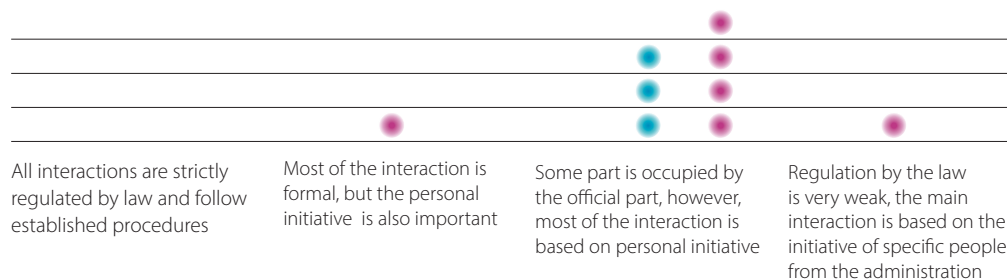 All interactions are strictly
regulated by law and follow
established procedures
Most of the interaction is
formal, but the personal
initiative is also important
Some part is occupied by
the official part, however,
most of the interaction is
based on personal initiative
Regulation by the law
is very weak, the main
interaction is based on the
initiative of specific people
from the administration